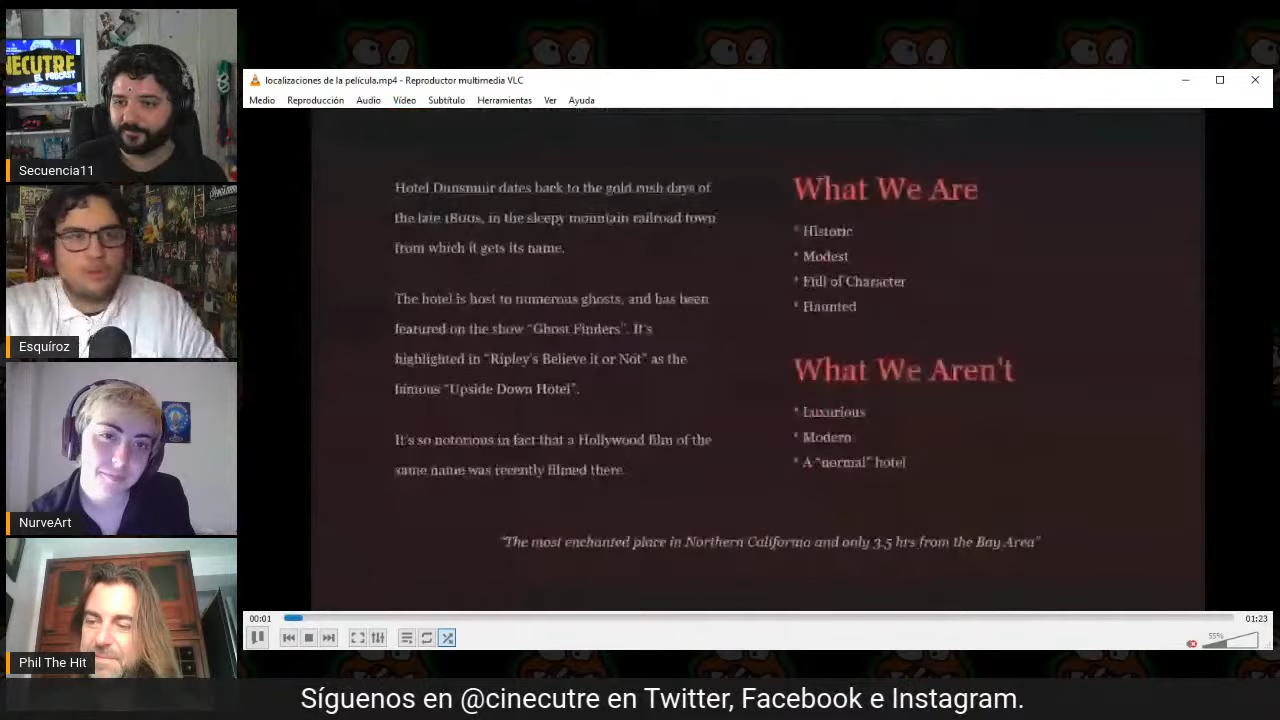 NECUTRE
EL PODCAST
Secuencia11
Esquíroz
NurveArt
Phil The Hit
localizaciones de la película.mp4 - Reproductor multimedia VLC
Medio Reproducción Audio Vídeo Subtítulo Herramientas Ver Ayuda
Hotel Dunsmuir dates back to the gold rush days of
the late 1800s, in the sleepy mountain railroad town
from which it gets its name.
The hotel is host to numerous ghosts, and has been
featured on the show "Ghost Finders". It's
highlighted in "Ripley's Believe it or Not" as the
famous "Upside Down Hotel".
It's so notorious in fact that a Hollywood film of the
same name was recently filmed there.
What We Are
* Historic
* Modest
* Full of Character
* Haunted
What We Aren't
* Luxurious
* Modern
* A "normal" hotel
"The most enchanted place in Northern California and only 3.5 hrs from the Bay Area"
00:01
01:23
55%
Síguenos en @cinecutre en Twitter, Facebook e Instagram.